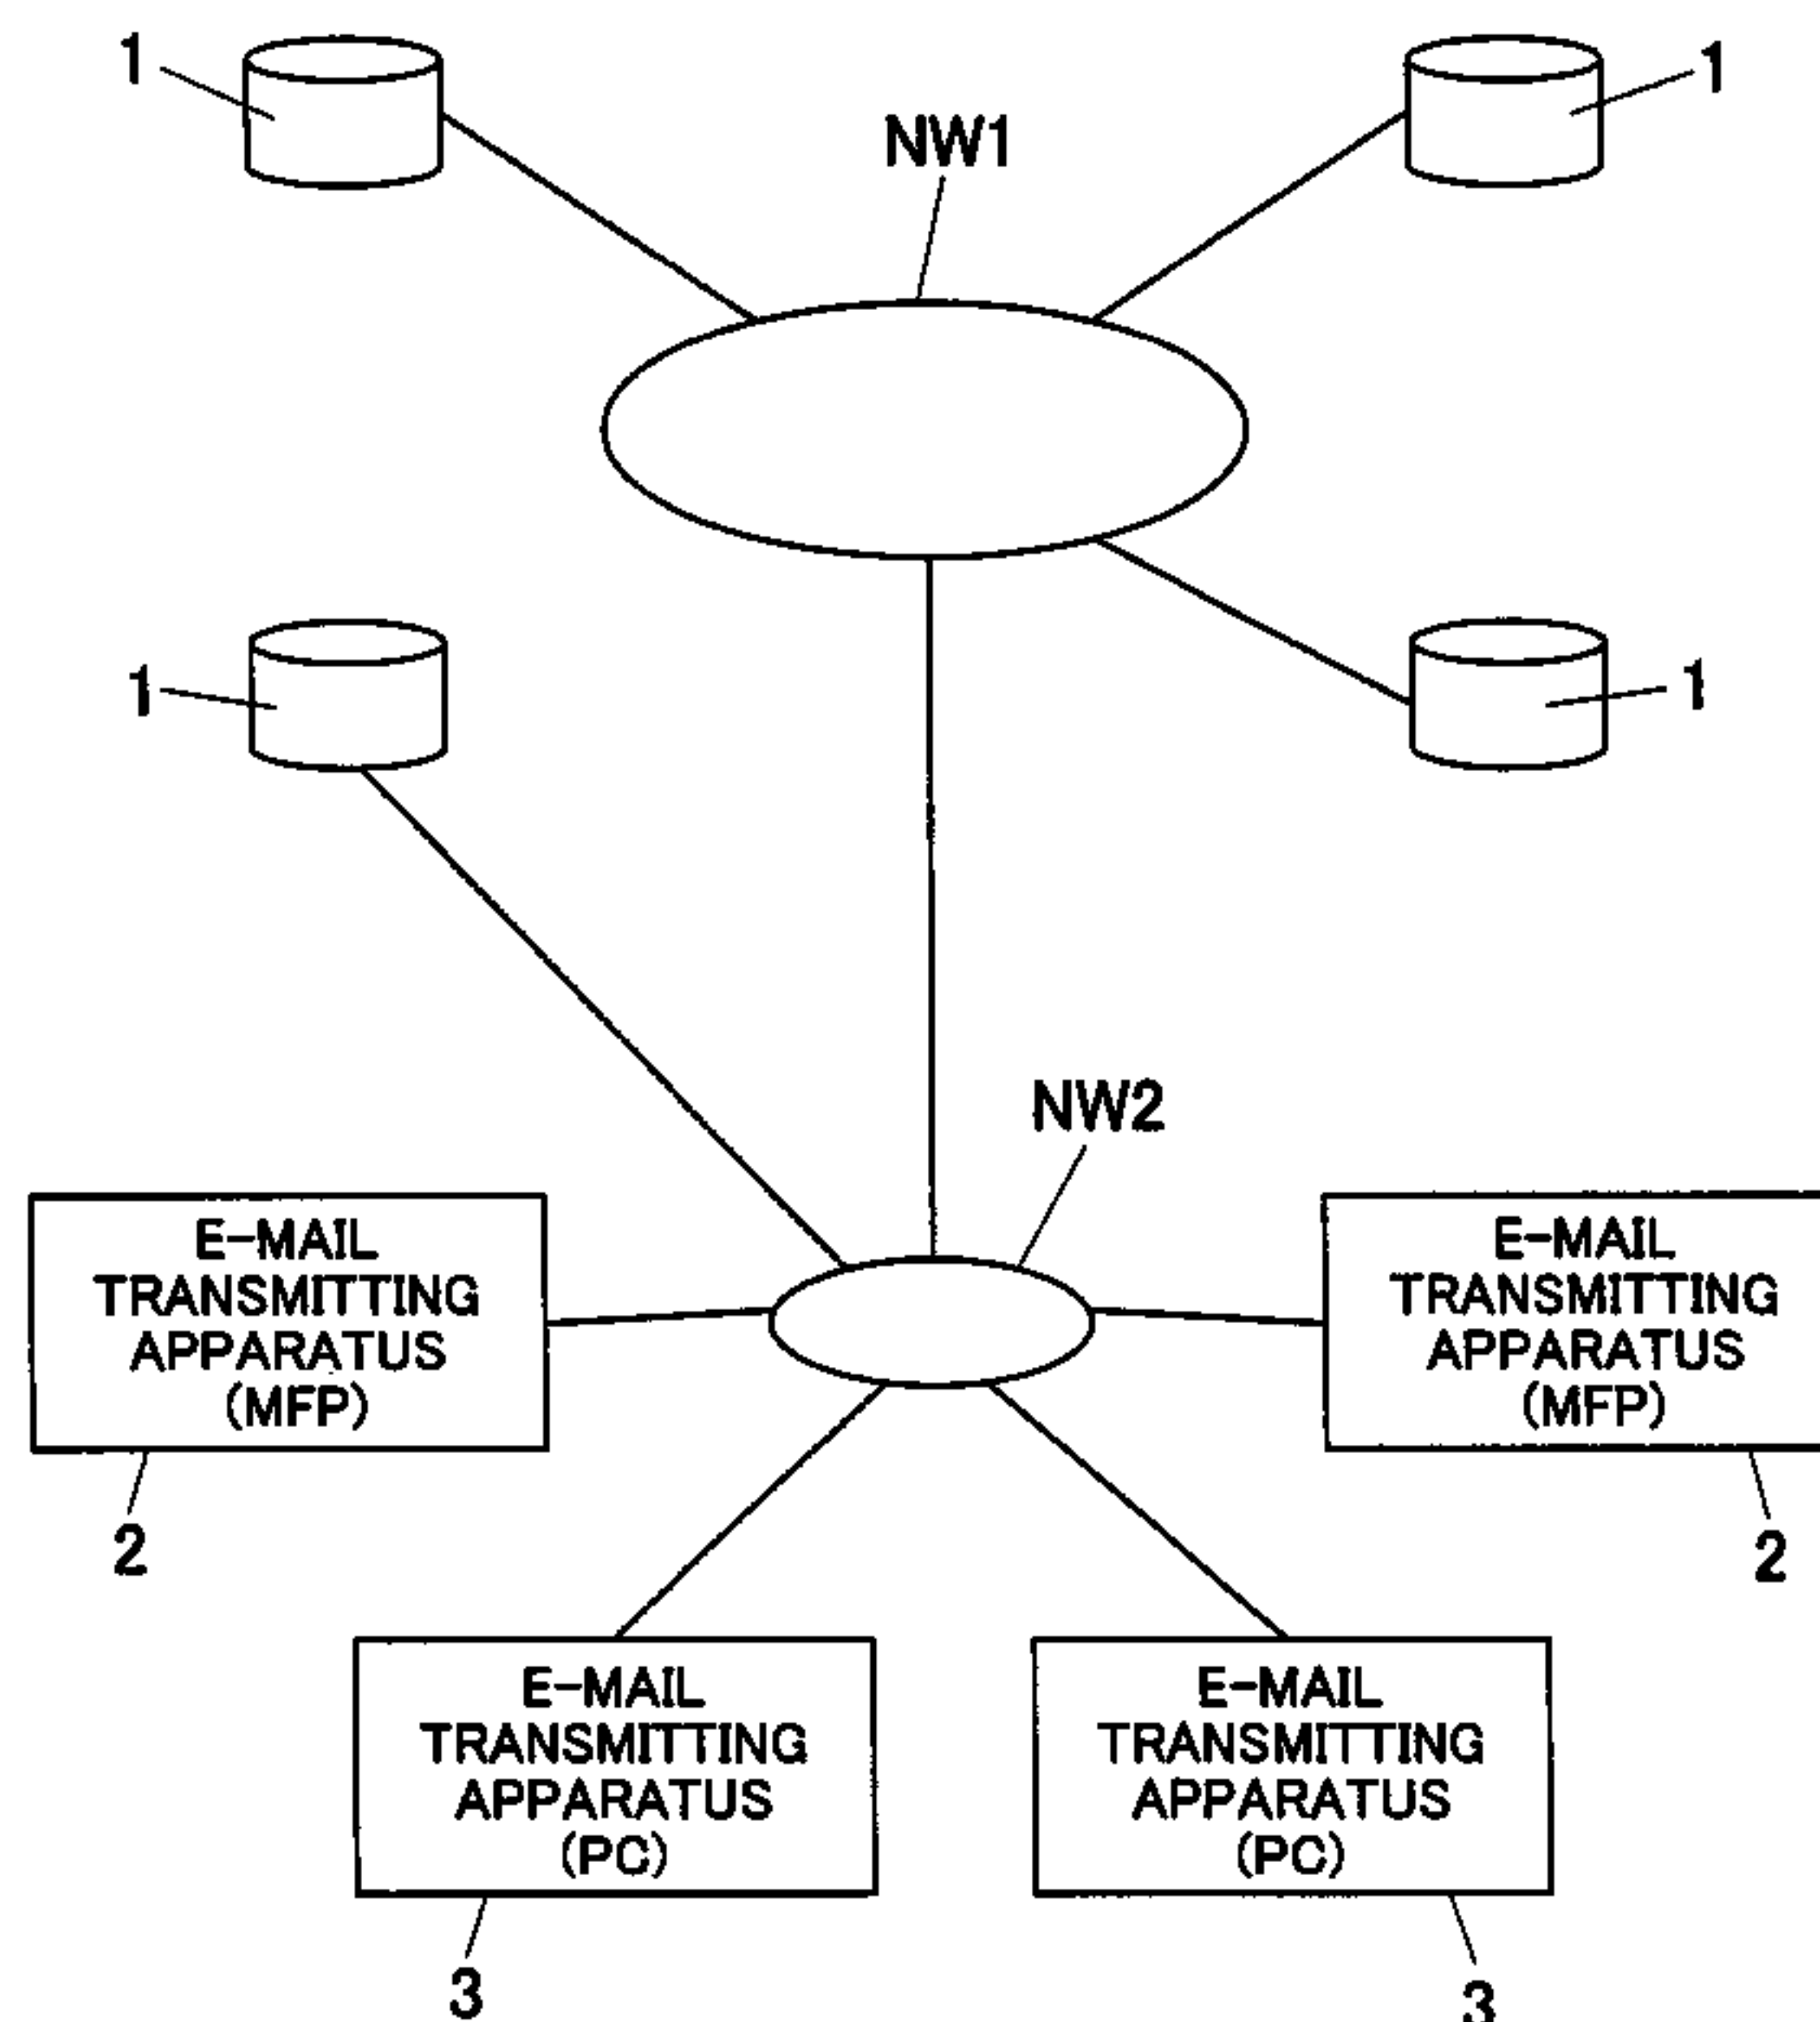 1
1
NW1
1
1
NW2
E-MAIL
TRANSMITTING
APPARATUS
(MFP)
E-MAIL
TRANSMITTING
APPARATUS
(MFP)
2
2
E-MAIL
TRANSMITTING
APPARATUS
(PC)
E-MAIL
TRANSMITTING
APPARATUS
(PC)
3
3